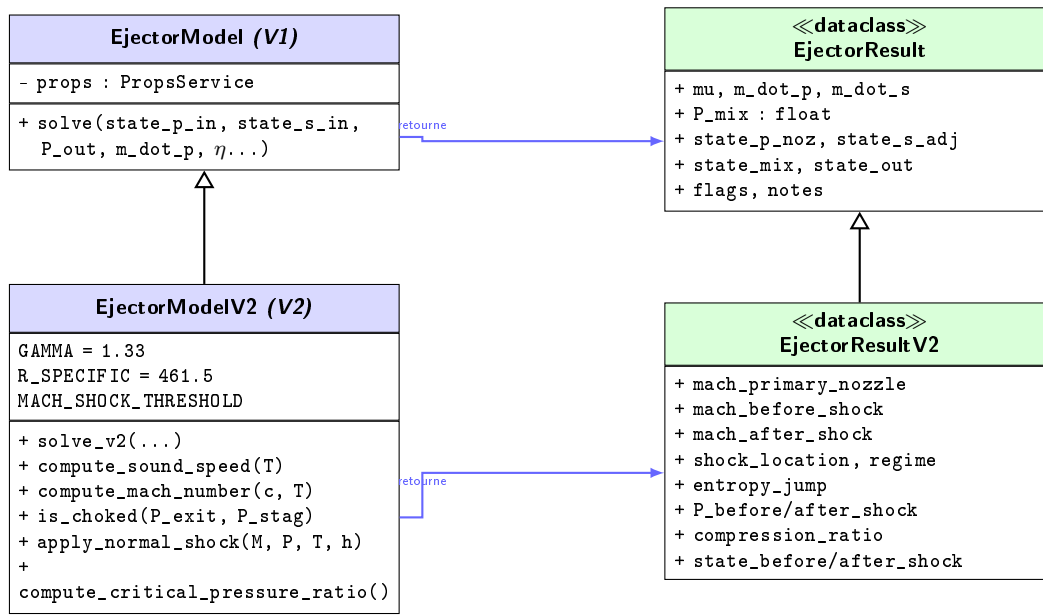 EjectorModel (V1)
- props : PropsService
+ solve(state_p_in, state_s_in,
P_out, m_dot_p, η...)
retourne
≪dataclass≫
EjectorResult
+ mu, m_dot_p, m_dot_s
+ P_mix : float
+ state_p_noz, state_s_adj
+ state_mix, state_out
+ flags, notes
EjectorModelV2 (V2)
GAMMA = 1.33
R_SPECIFIC = 461.5
MACH_SHOCK_THRESHOLD
+ solve_v2(...)
+ compute_sound_speed(T)
+ compute_mach_number(c, T)
+ is_choked(P_exit, P_stag)
+ apply_normal_shock(M, P, T, h)
+
compute_critical_pressure_ratio()
retourne
≪dataclass≫
EjectorResultV2
+ mach_primary_nozzle
+ mach_before_shock
+ mach_after_shock
+ shock_location, regime
+ entropy_jump
+ P_before/after_shock
+ compression_ratio
+ state_before/after_shock